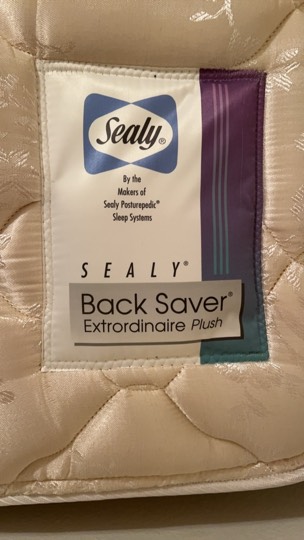 Sealy®
By the
Makers of
Sealy Posturepedic®
Sleep Systems
SEALY®
Back Saver®
Extrordinaire Plush